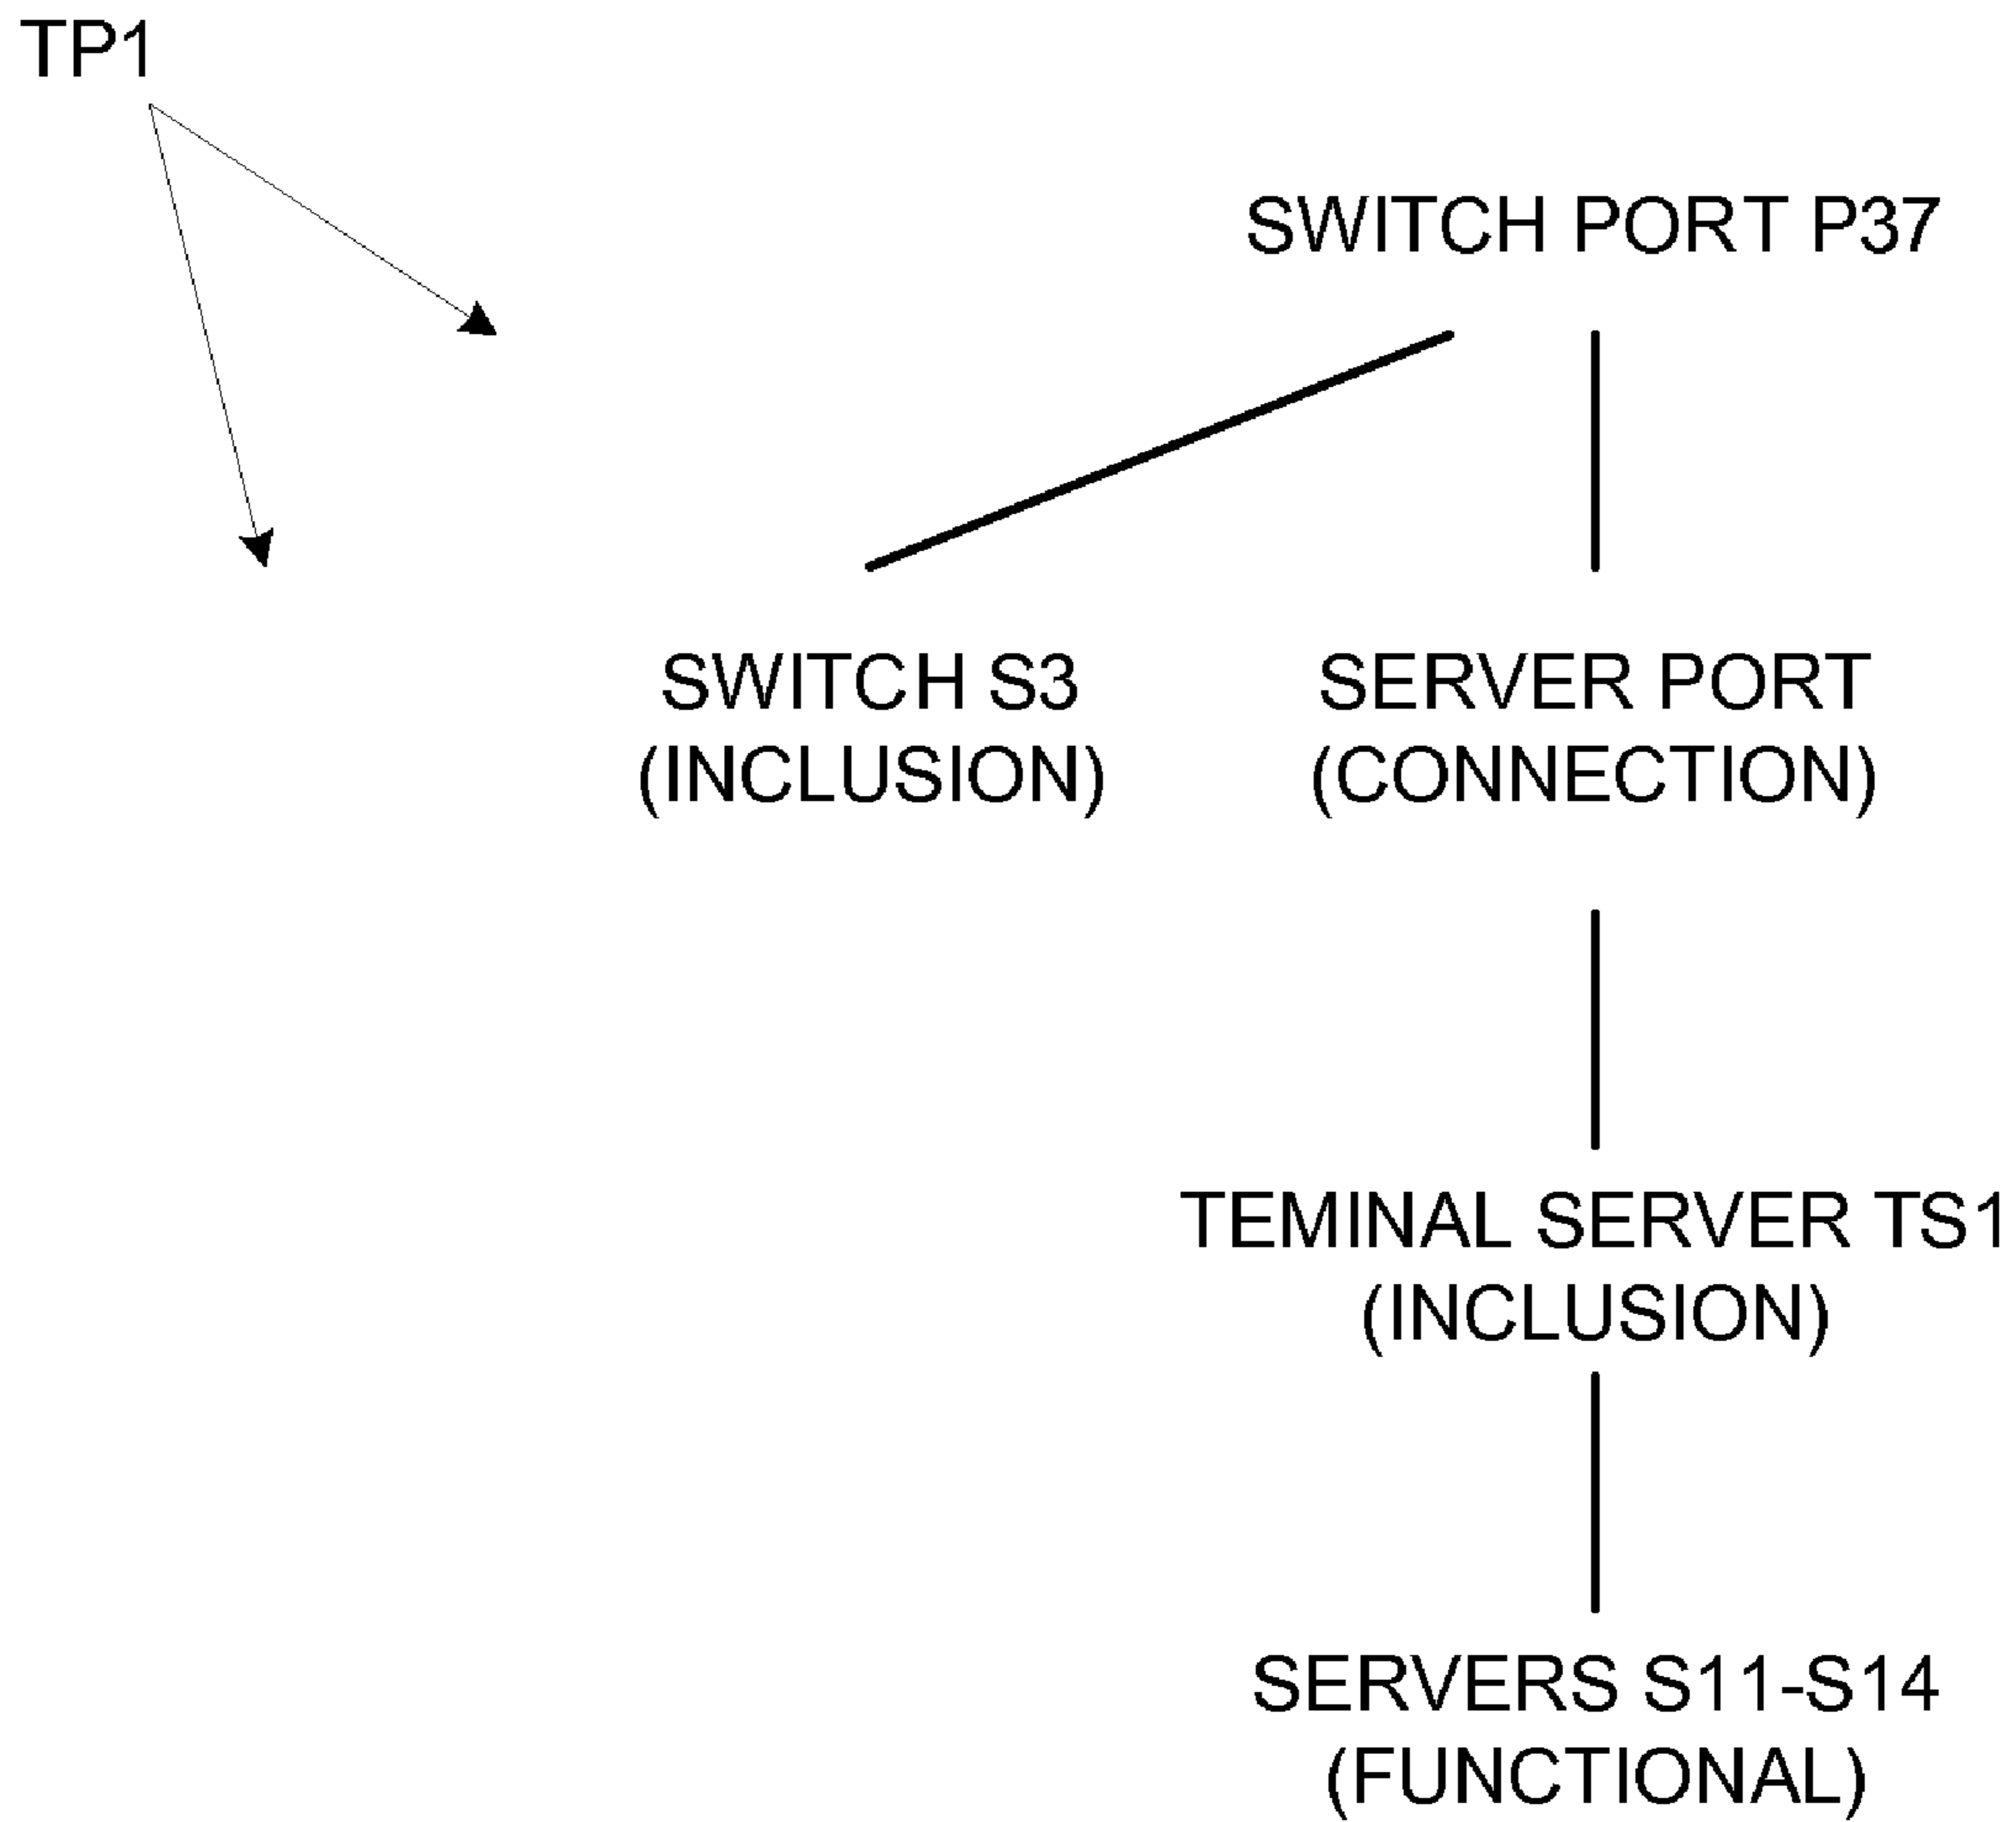 TP1
SWITCH PORT P37
SWITCH S3
(INCLUSION)
SERVER PORT
(CONNECTION)
TEMINAL SERVER TS1
(INCLUSION)
SERVERS S11-S14
(FUNCTIONAL)